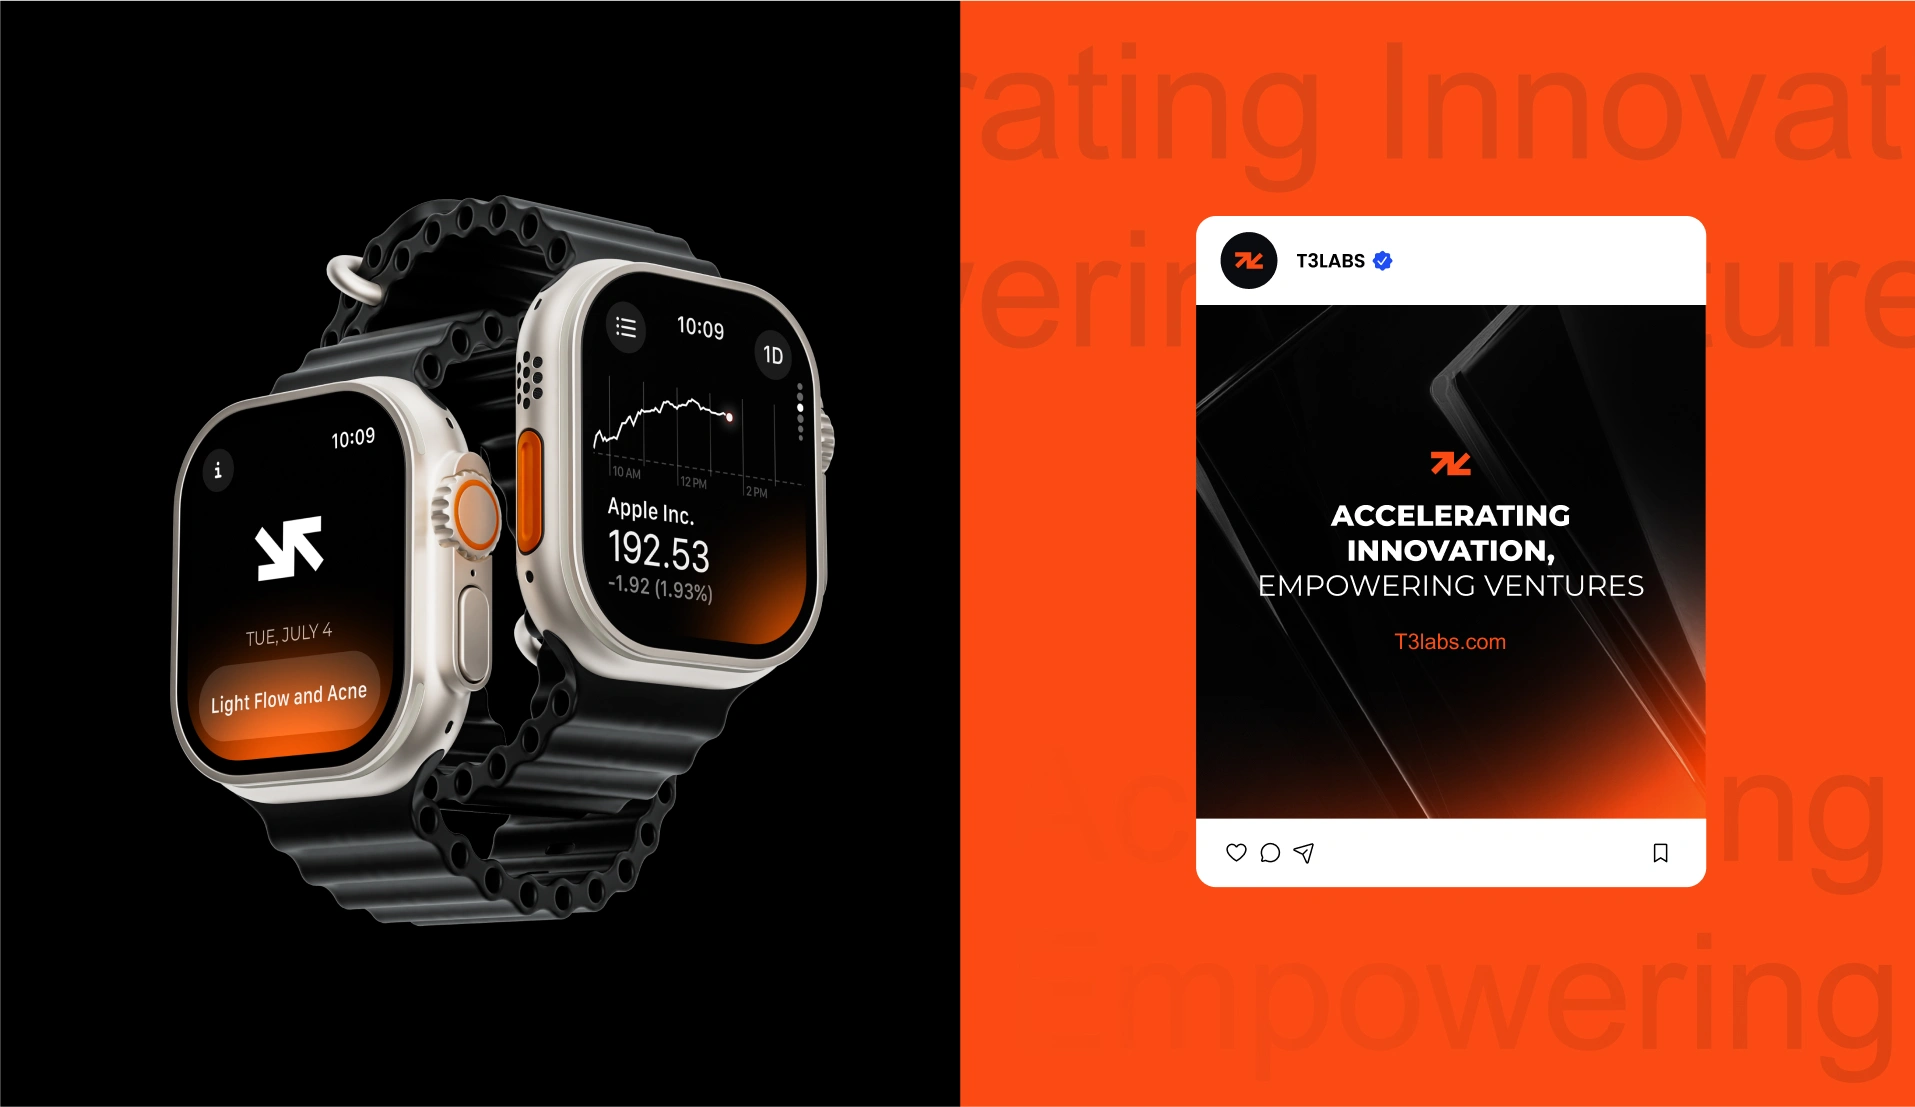 10:09
i
TUE, JULY 4
Light Flow and Acne
10:09
1D
10 AM
12 PM
2 PM
Apple Inc.
192.53
-1.92 (1.93%)
rating Innovat
verin
ture
T3LABS
ACCELERATING
INNOVATION,
EMPOWERING VENTURES
T3labs.com
Ac
ng
Empowering